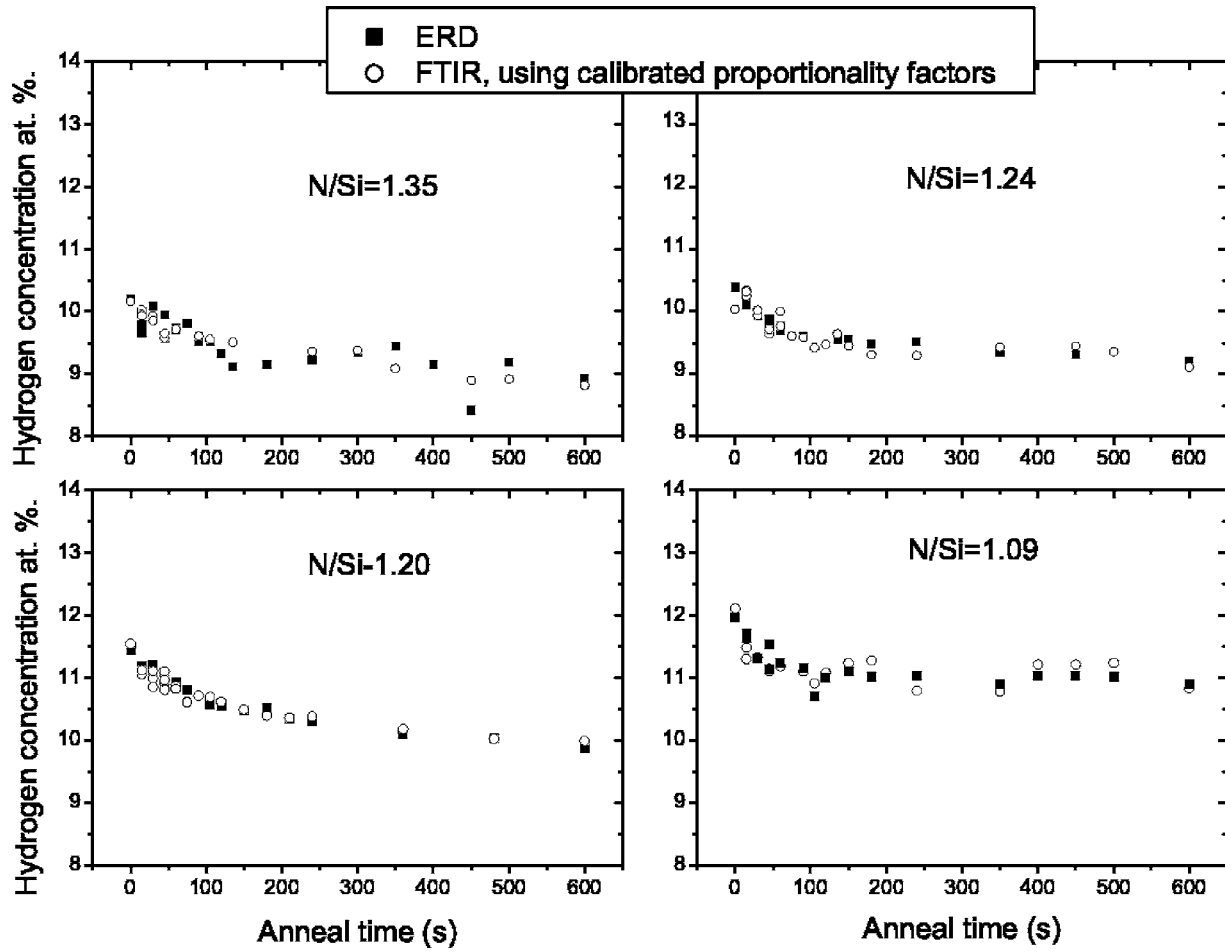 ERD
FTIR, using calibrated proportionality factors
Hydrogen concentration at. %.
14
13
12
11
10
9
8
N/Si=1.35
0 100 200 300 400 500 600
14
13
12
11
10
9
8
N/Si=1.24
0 100 200 300 400 500 600
Hydrogen concentration at. %.
14
13
12
11
10
9
8
N/Si-1.20
0 100 200 300 400 500 600
Anneal time (s)
14
13
12
11
10
9
8
N/Si=1.09
0 100 200 300 400 500 600
Anneal time (s)